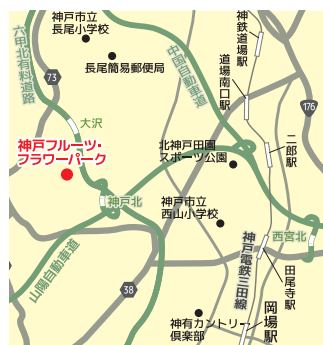 神戸市立
長尾小学校
神鉄道場駅
六甲北有料道路
長尾簡易郵便局
中国自動車道
道場南口駅
73
176
大沢
神戸フルーツ・
フラワーパーク
北神戸田園
スポーツ公園
二郎駅
神戸北
神戸市立
西山小学校
西宮北
山陽自動車道
神戸電鉄三田線
田尾寺駅
38
岡場駅
神有カントリー
倶楽部